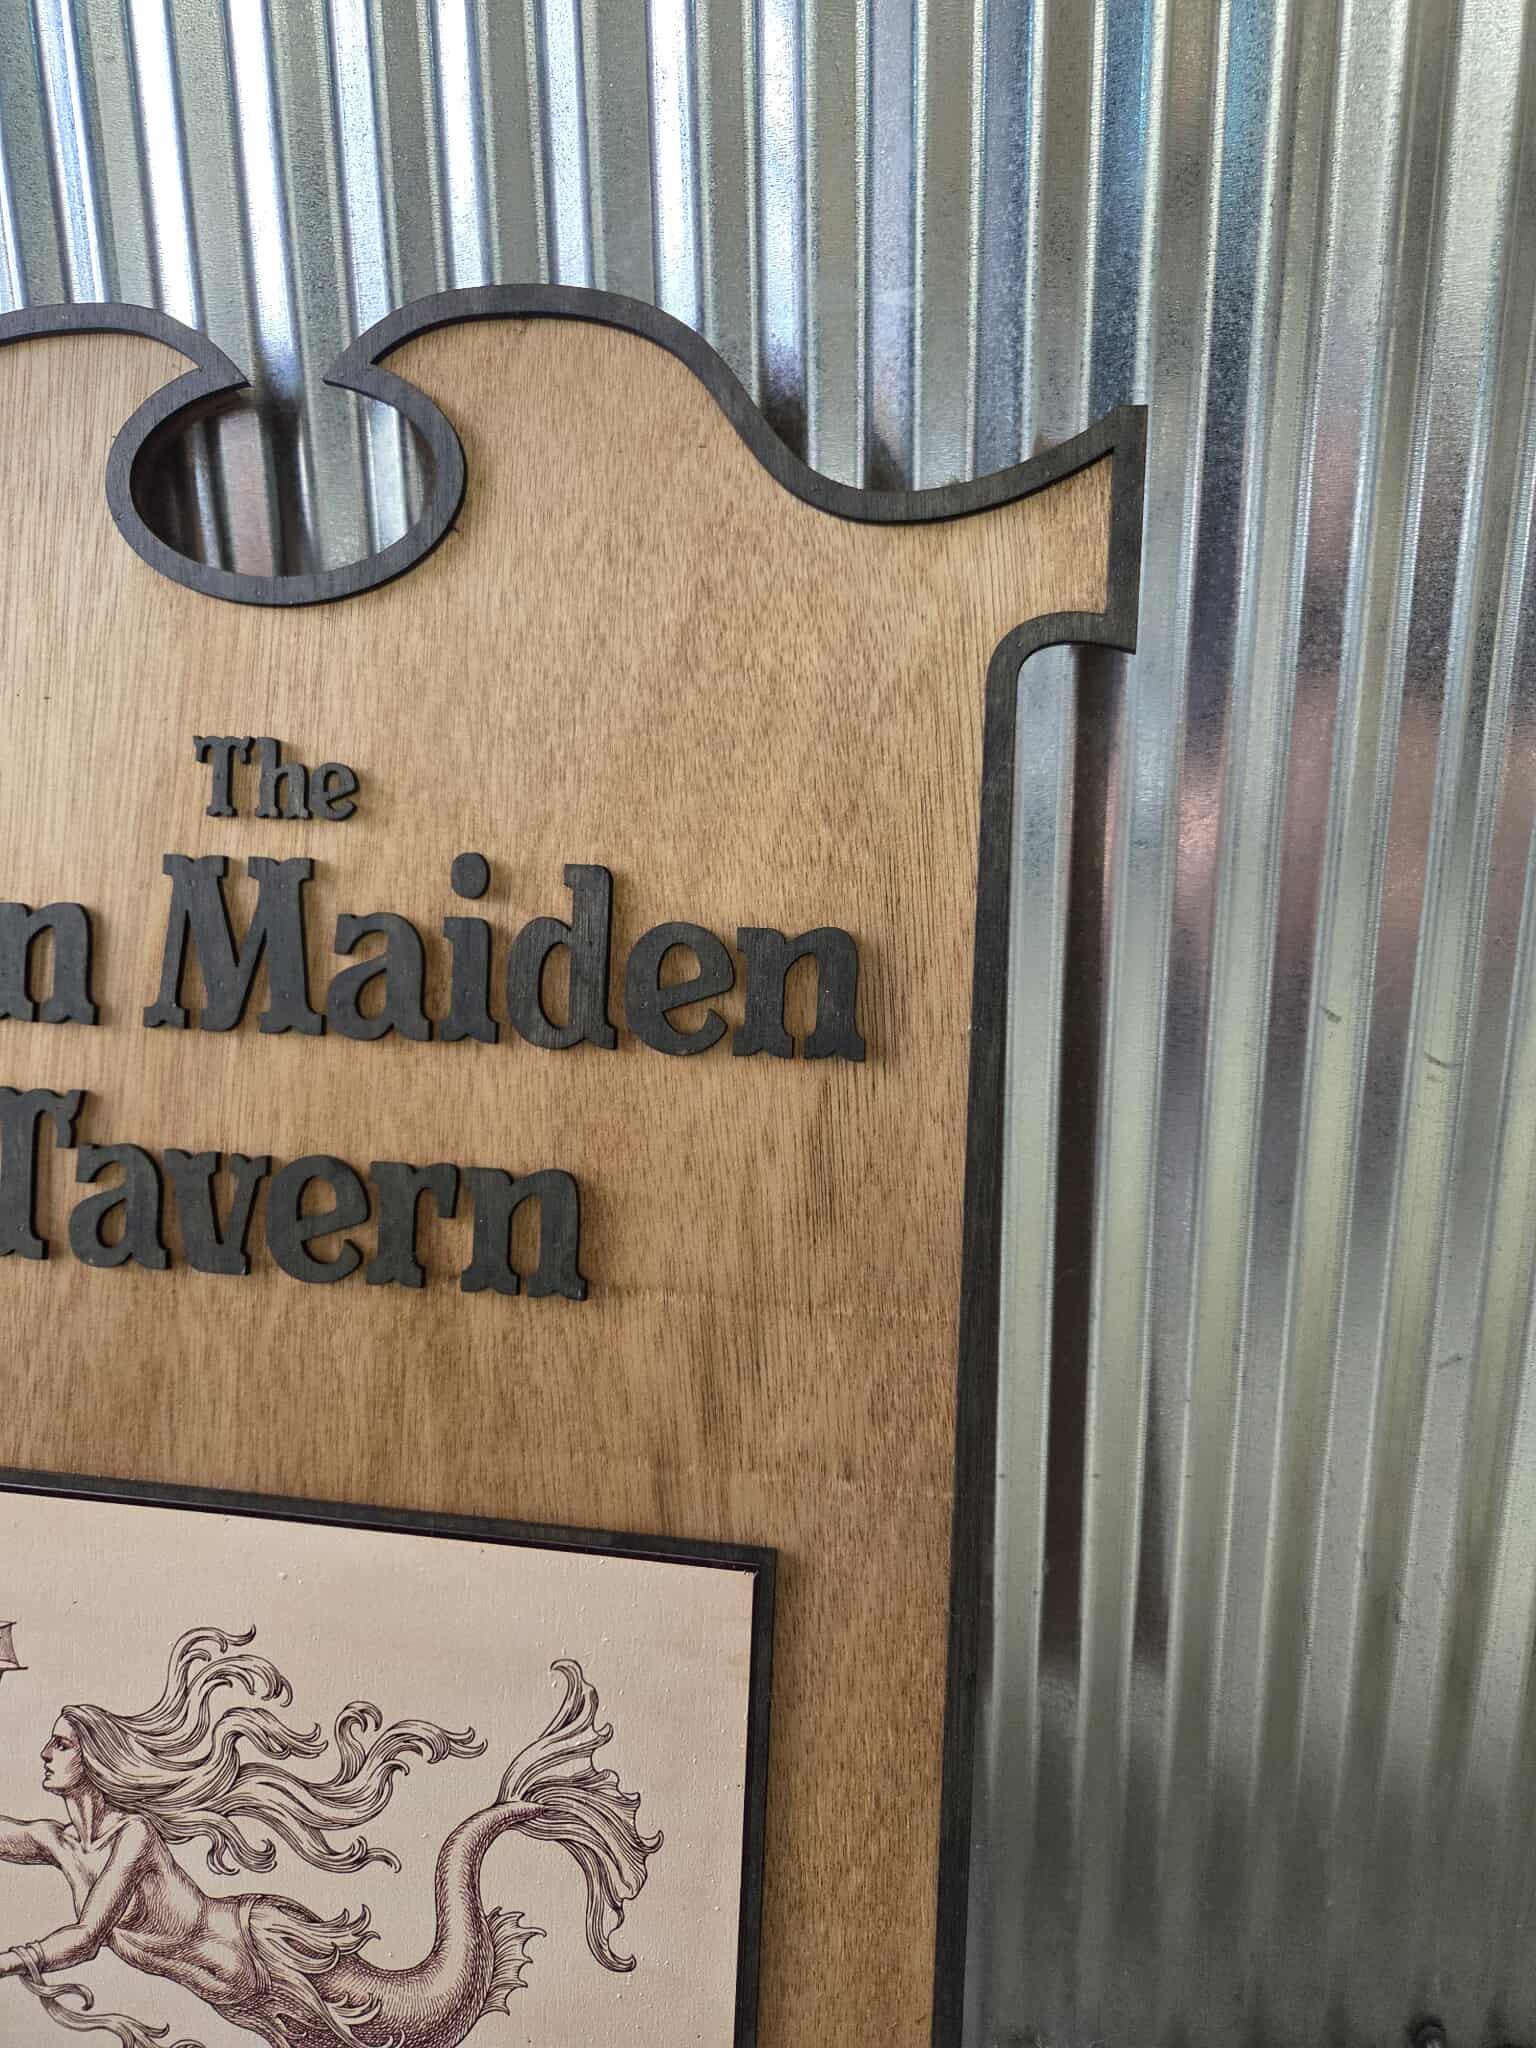 The
n Maiden
Tavern